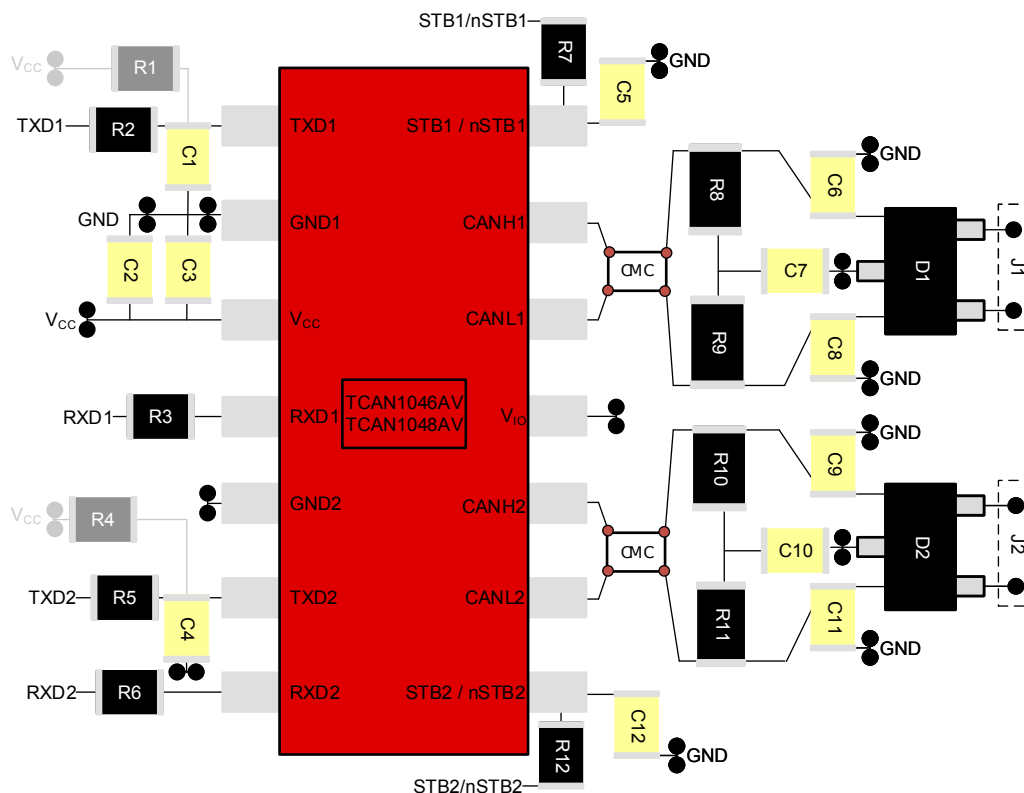 STB1/nSTB1
R7
C5
GND
VCC
R1
TXD1
R2
C1
TXD1
STB1 / nSTB1
GND
C6
R8
GND
GND1
CANH1
C2
C3
CMC
C7
D1
J1
VCC
VCC
CANL1
R9
C8
GND
RXD1
R3
RXD1
TCAN1046AV
TCAN1048AV
VIO
GND
C9
R10
GND2
CANH2
VCC
R4
CMC
C10
D2
J2
TXD2
R5
TXD2
CANL2
C4
R11
C11
GND
RXD2
R6
RXD2
STB2 / nSTB2
C12
R12
GND
STB2/nSTB2